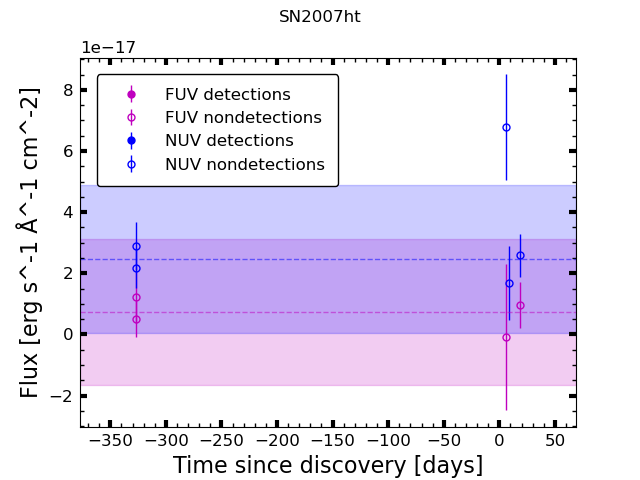 SN2007ht
1e−17
FUV detections
FUV nondetections
NUV detections
NUV nondetections
8
6
4
2
0
−2
Flux [erg s^-1 Å^-1 cm^-2]
−350 −300 −250 −200 −150 −100 −50 0 50
Time since discovery [days]